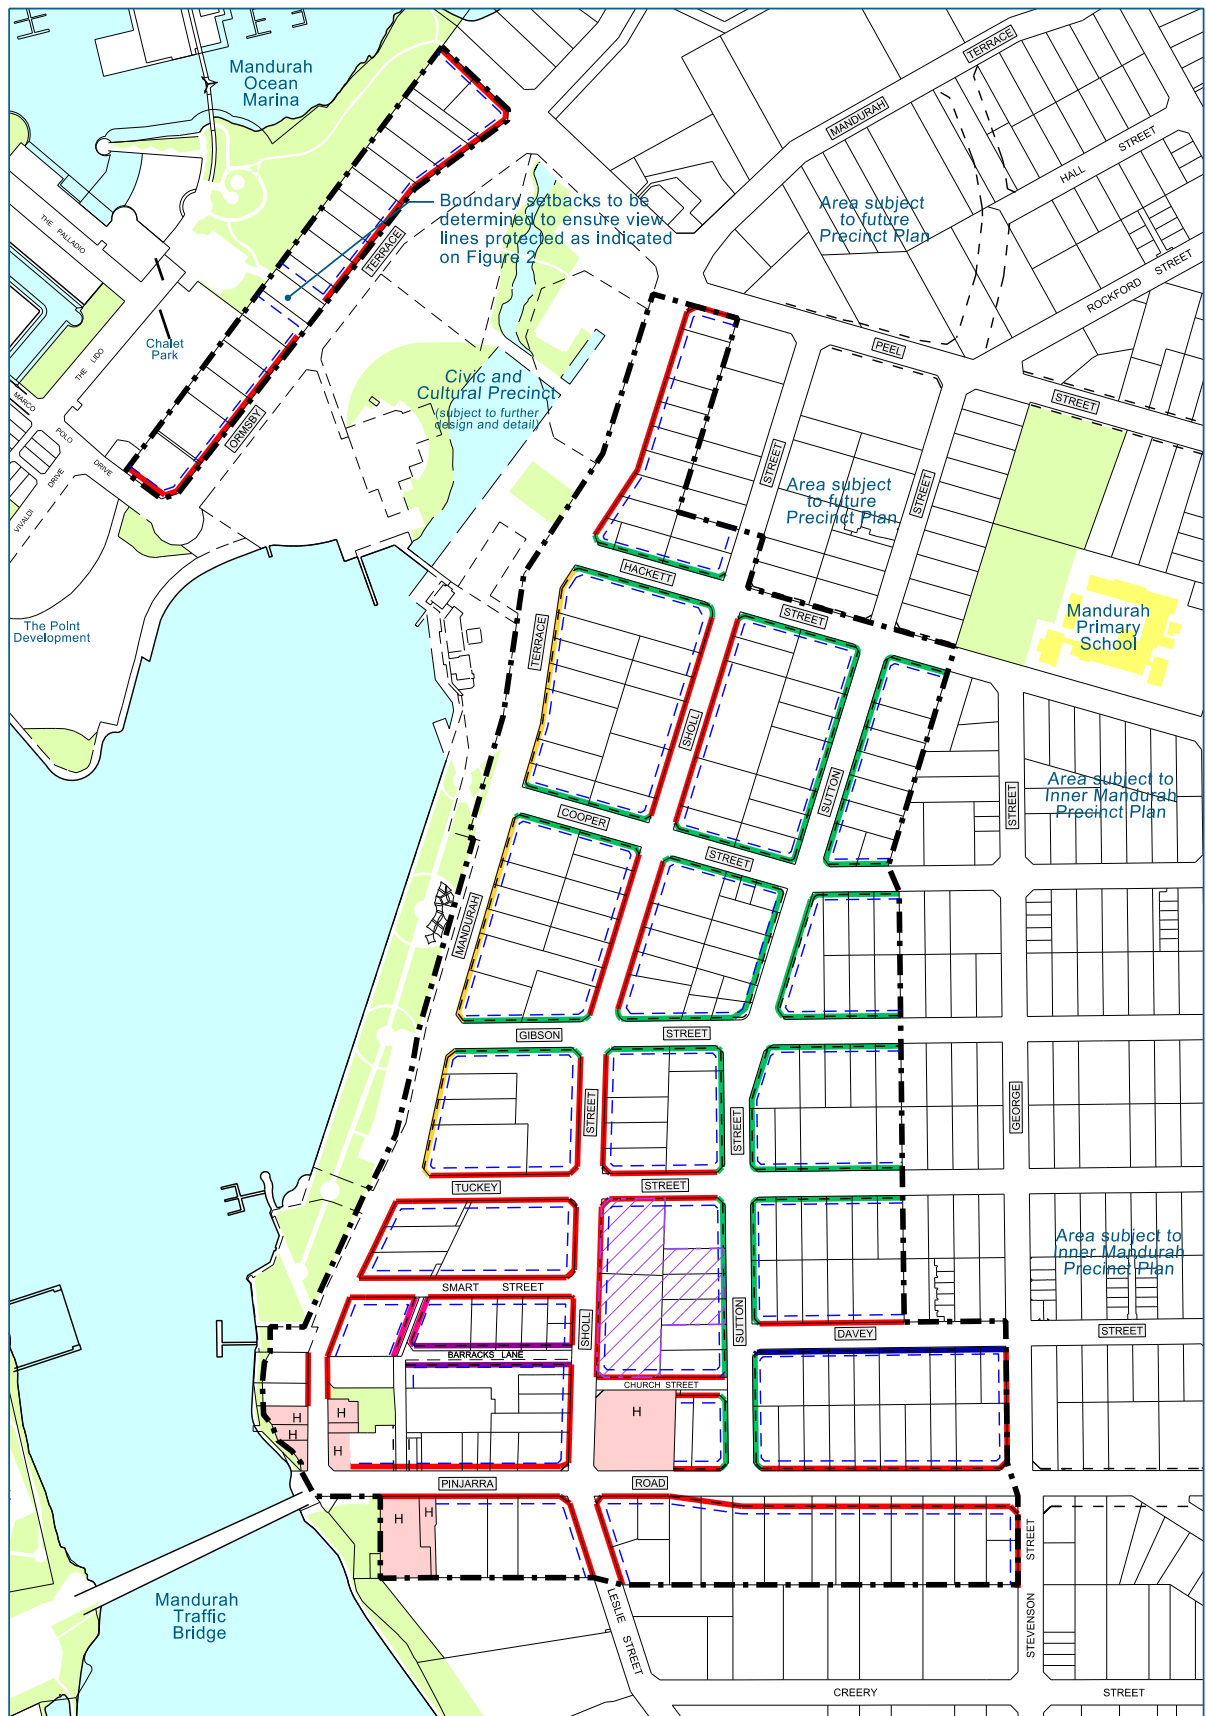 Mandurah
Ocean
Marina
TERRACE
MANDURAH
STREET
HALL
THE PALLADIO
Boundary setbacks to be
determined to ensure view
lines protected as indicated
on Figure 2
Area subject
to future
Precinct Plan
TERRACE
STREET
ROCKFORD
Chalet
Park
THE LIDO
PEEL
Civic and
Cultural Precinct
(subject to further
design and detail)
MARCO
POLO
DRIVE
STREET
ORMSBY
VIVALDI
DRIVE
STREET
STREET
Area subject
to future
Precinct Plan
HACKETT
STREET
The Point
Development
Mandurah
Primary
School
TERRACE
SHOLL
SUTTON
STREET
Area subject to
Inner Mandurah
Precinct Plan
COOPER
STREET
MANDURAH
GIBSON
STREET
STREET
STREET
GEORGE
TUCKEY
STREET
Area subject to
Inner Mandurah
Precinct Plan
SMART STREET
SHOLL
SUTTON
DAVEY
STREET
BARRACKS LANE
CHURCH STREET
H
H
H
H
H
PINJARRA
ROAD
H
H
STREET
Mandurah
Traffic
Bridge
LESLIE STREET
STEVENSON
CREERY
STREET